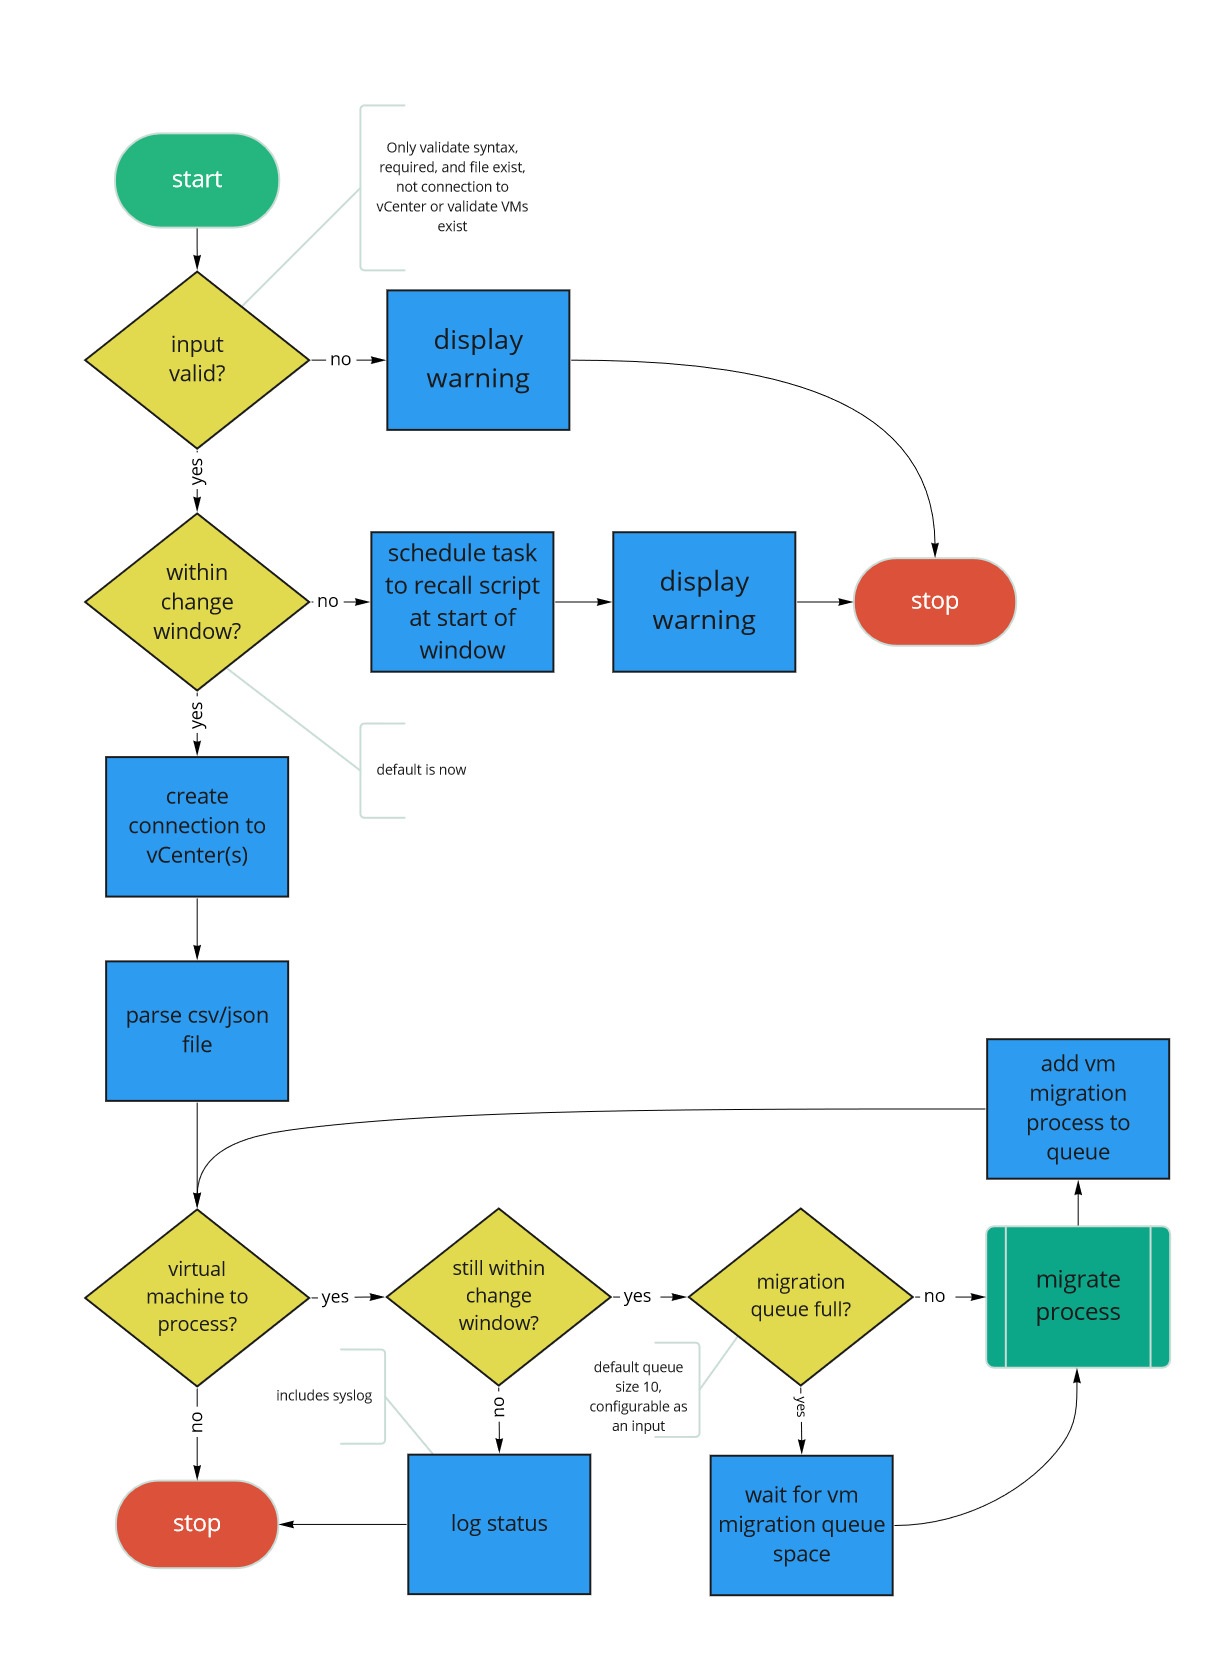 Only validate syntax,
required, and file exist,
not connection to
vCenter or validate VMs
exist
start
input
valid?
no
display
warning
yes
within
change
window?
no
schedule task
to recall script
at start of
window
display
warning
stop
yes
default is now
create
connection to
vCenter(s)
parse csv/json
file
add vm
migration
process to
queue
virtual
machine to
process?
yes
still within
change
window?
yes
migration
queue full?
no
migrate
process
includes syslog
default queue
size 10,
configurable as
an input
no
no
yes
stop
log status
wait for vm
migration queue
space